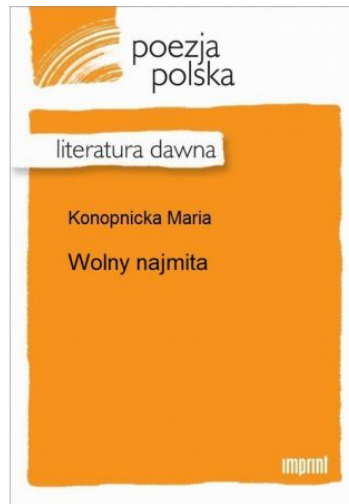 poezja
polska
literatura dawna
Konopnicka Maria
Wolny najmita
imprint